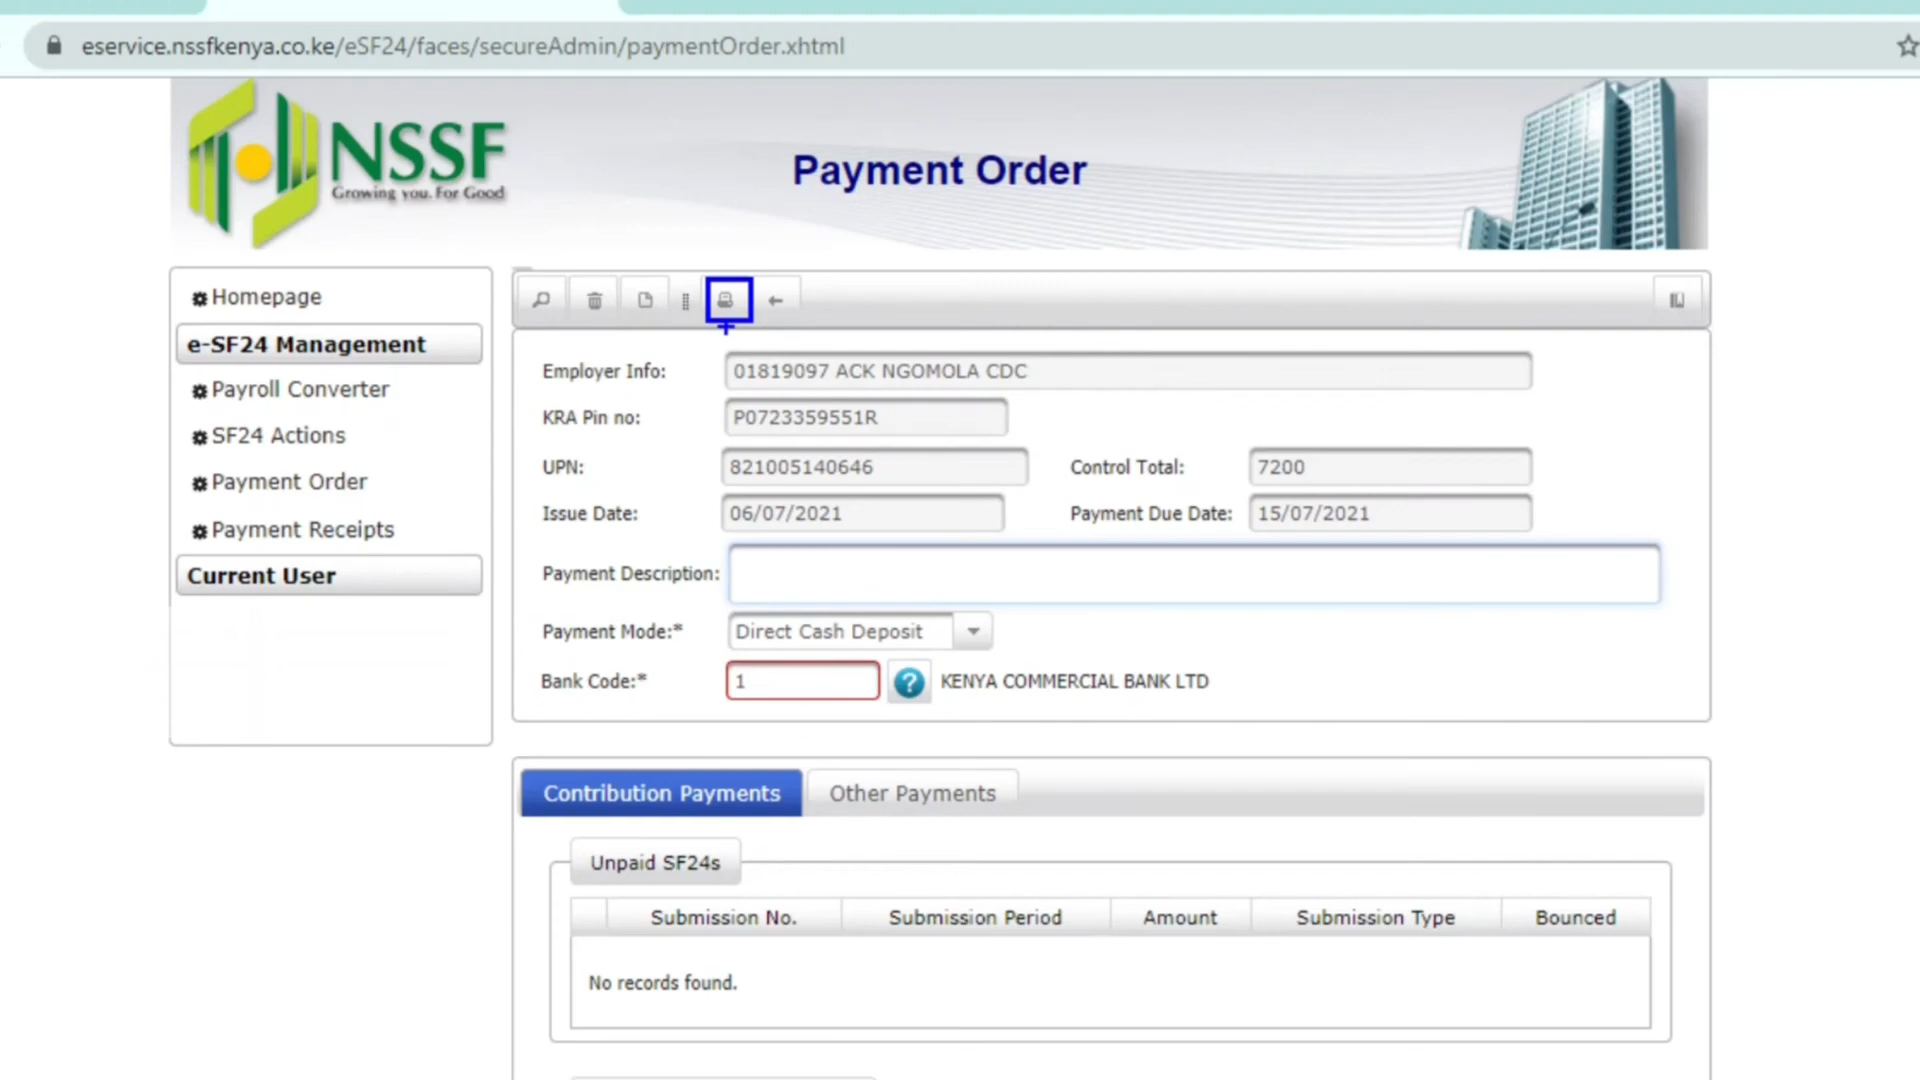 eservice.nssfkenya.co.ke/eSF24/faces/secureAdmin/paymentOrder.xhtml
NSSF
Growing you. For Good
Payment Order
Homepage
e-SF24 Management
Payroll Converter
SF24 Actions
Payment Order
Payment Receipts
Current User
Employer Info: 01819097 ACK NGOMOLA CDC
KRA Pin no: P0723359551R
UPN: 821005140646 Control Total: 7200
Issue Date: 06/07/2021 Payment Due Date: 15/07/2021
Payment Description:
Payment Mode:* Direct Cash Deposit
Bank Code:* 1 ? KENYA COMMERCIAL BANK LTD
Contribution Payments Other Payments
Unpaid SF24s
Submission No. Submission Period Amount Submission Type Bounced
No records found.